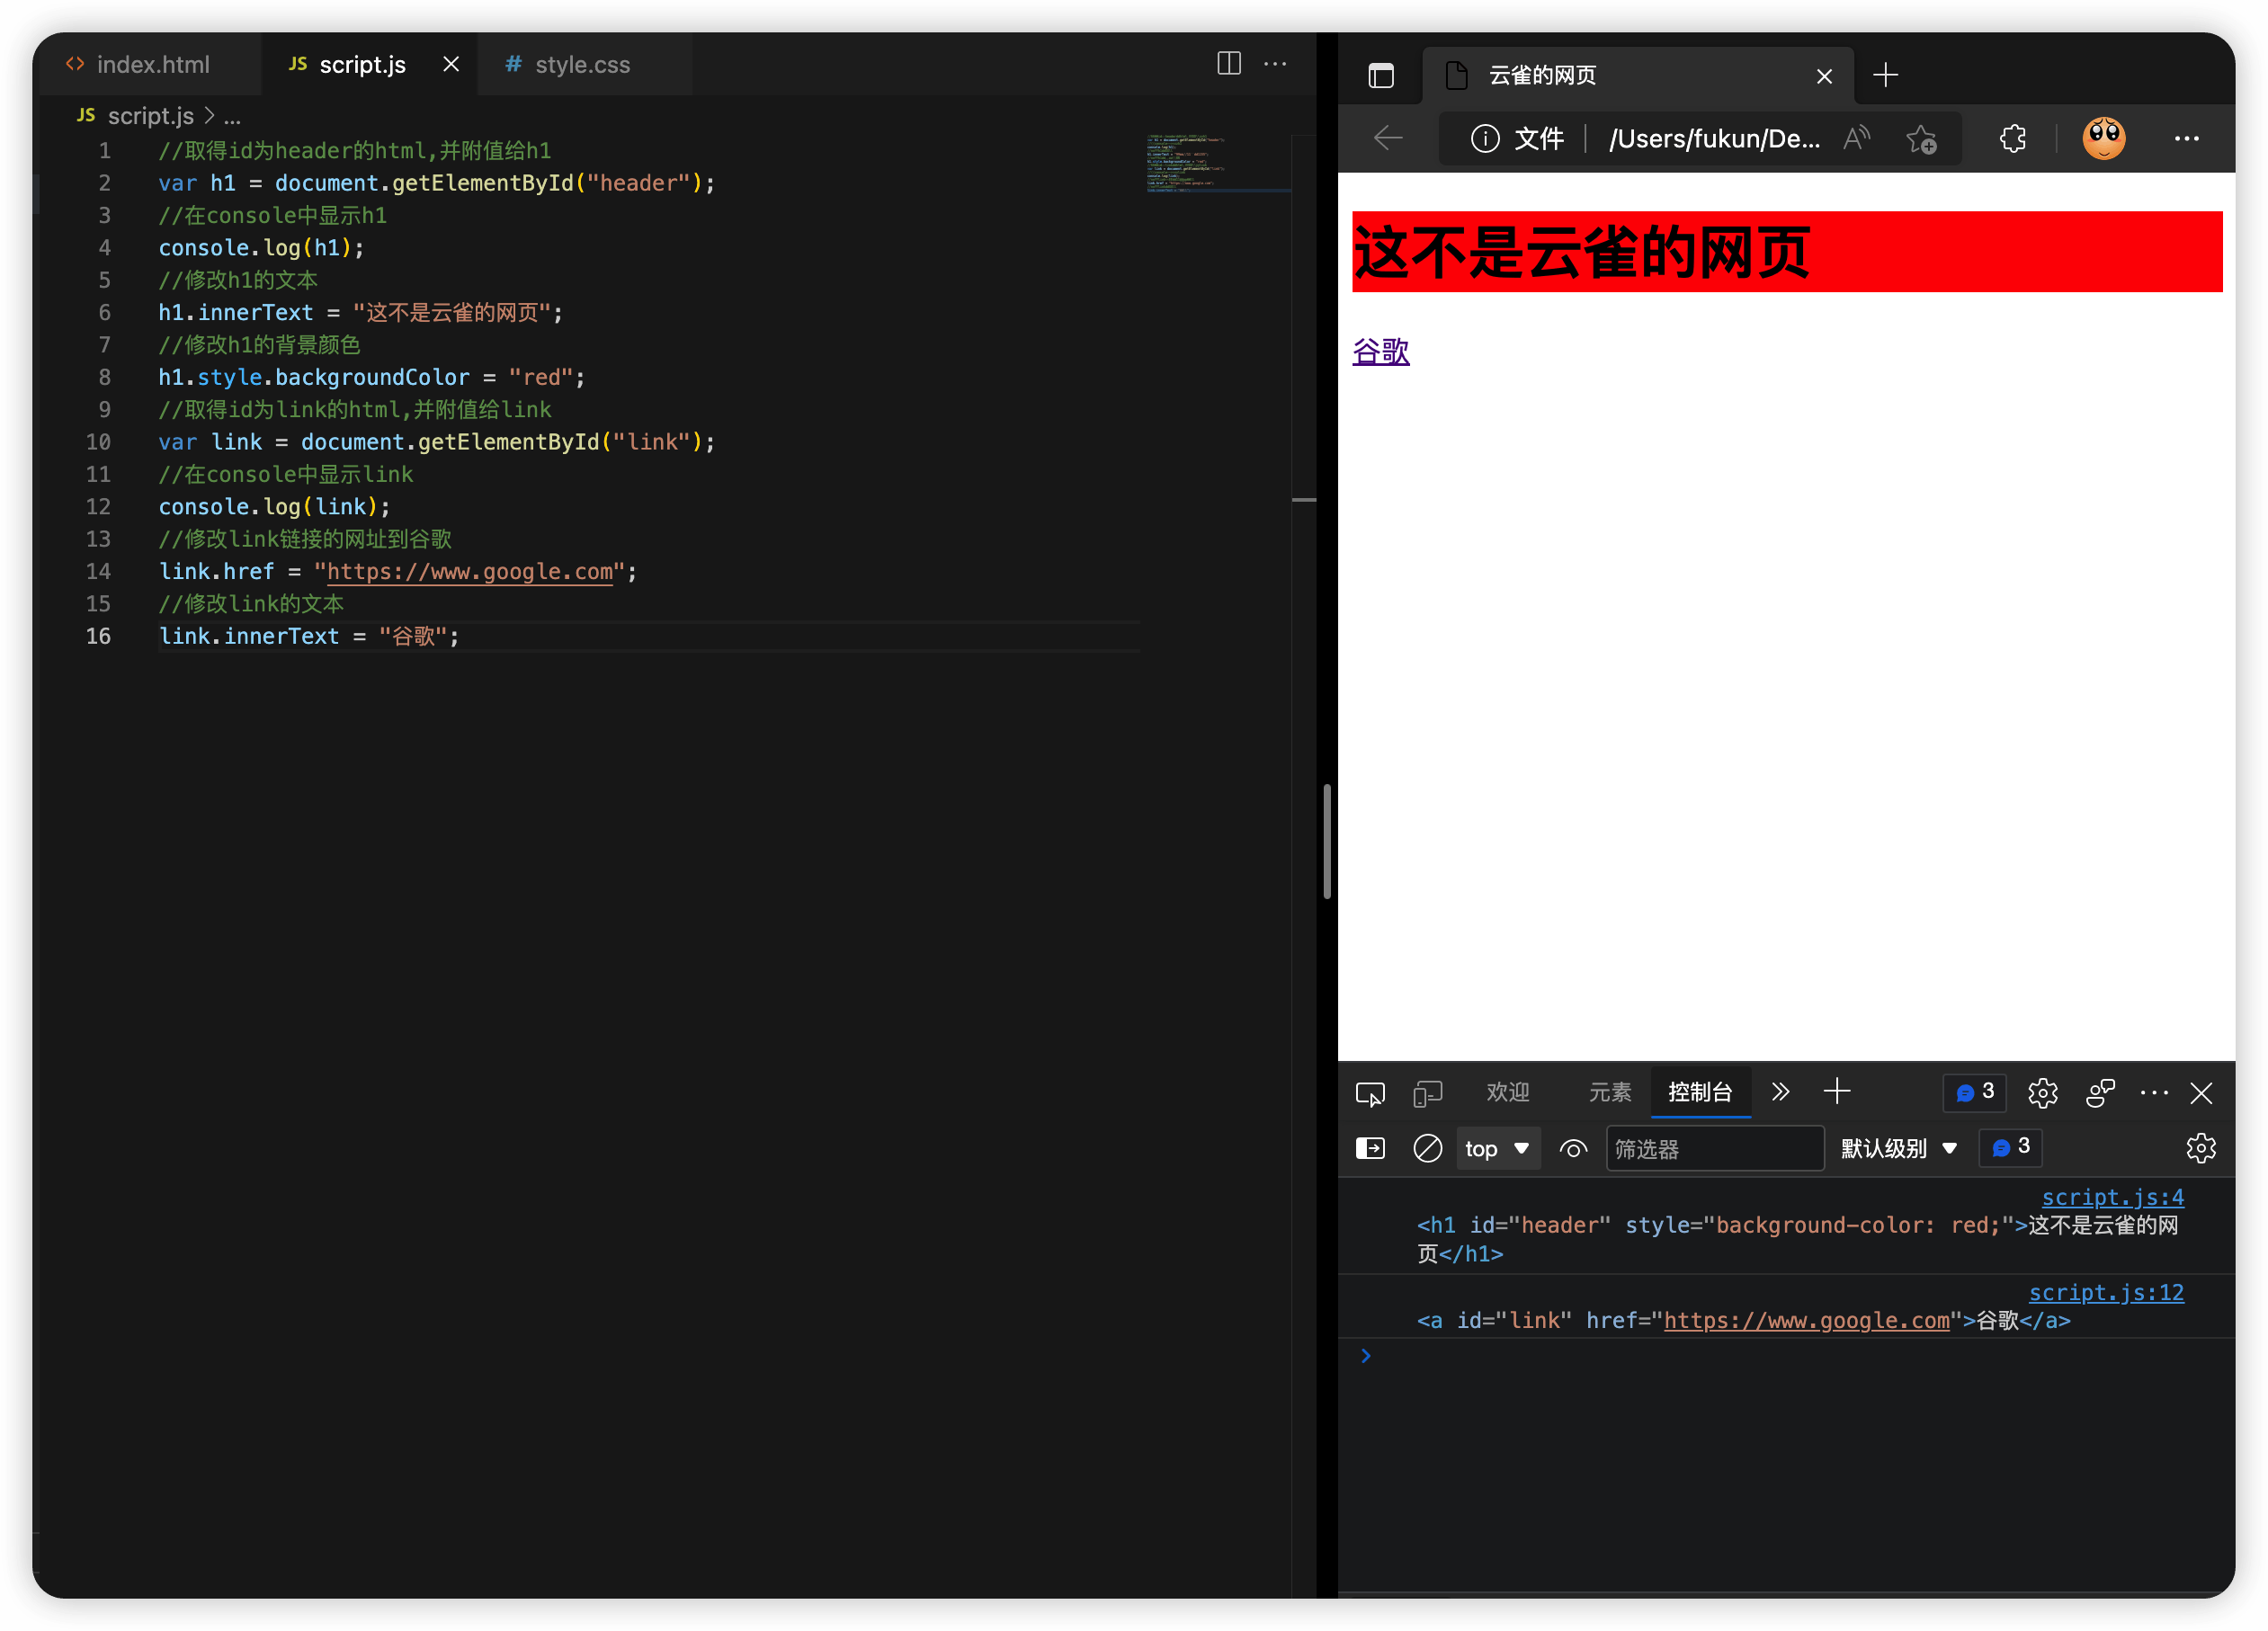 index.html
JS script.js
# style.css
JS script.js > ...
1 //取得id为header的html,并附值给h1
2 var h1 = document.getElementById("header");
3 //在console中显示h1
4 console.log(h1);
5 //修改h1的文本
6 h1.innerText = "这不是云雀的网页";
7 //修改h1的背景颜色
8 h1.style.backgroundColor = "red";
9 //取得id为link的html,并附值给link
10 var link = document.getElementById("link");
11 //在console中显示link
12 console.log(link);
13 //修改link链接的网址到谷歌
14 link.href = "https://www.google.com";
15 //修改link的文本
16 link.innerText = "谷歌";
云雀的网页
文件 /Users/fukun/De...
这不是云雀的网页
谷歌
欢迎 元素 控制台 3
top 筛选器 默认级别 3
script.js:4
<h1 id="header" style="background-color: red;">这不是云雀的网
页</h1>
script.js:12
<a id="link" href="https://www.google.com">谷歌</a>